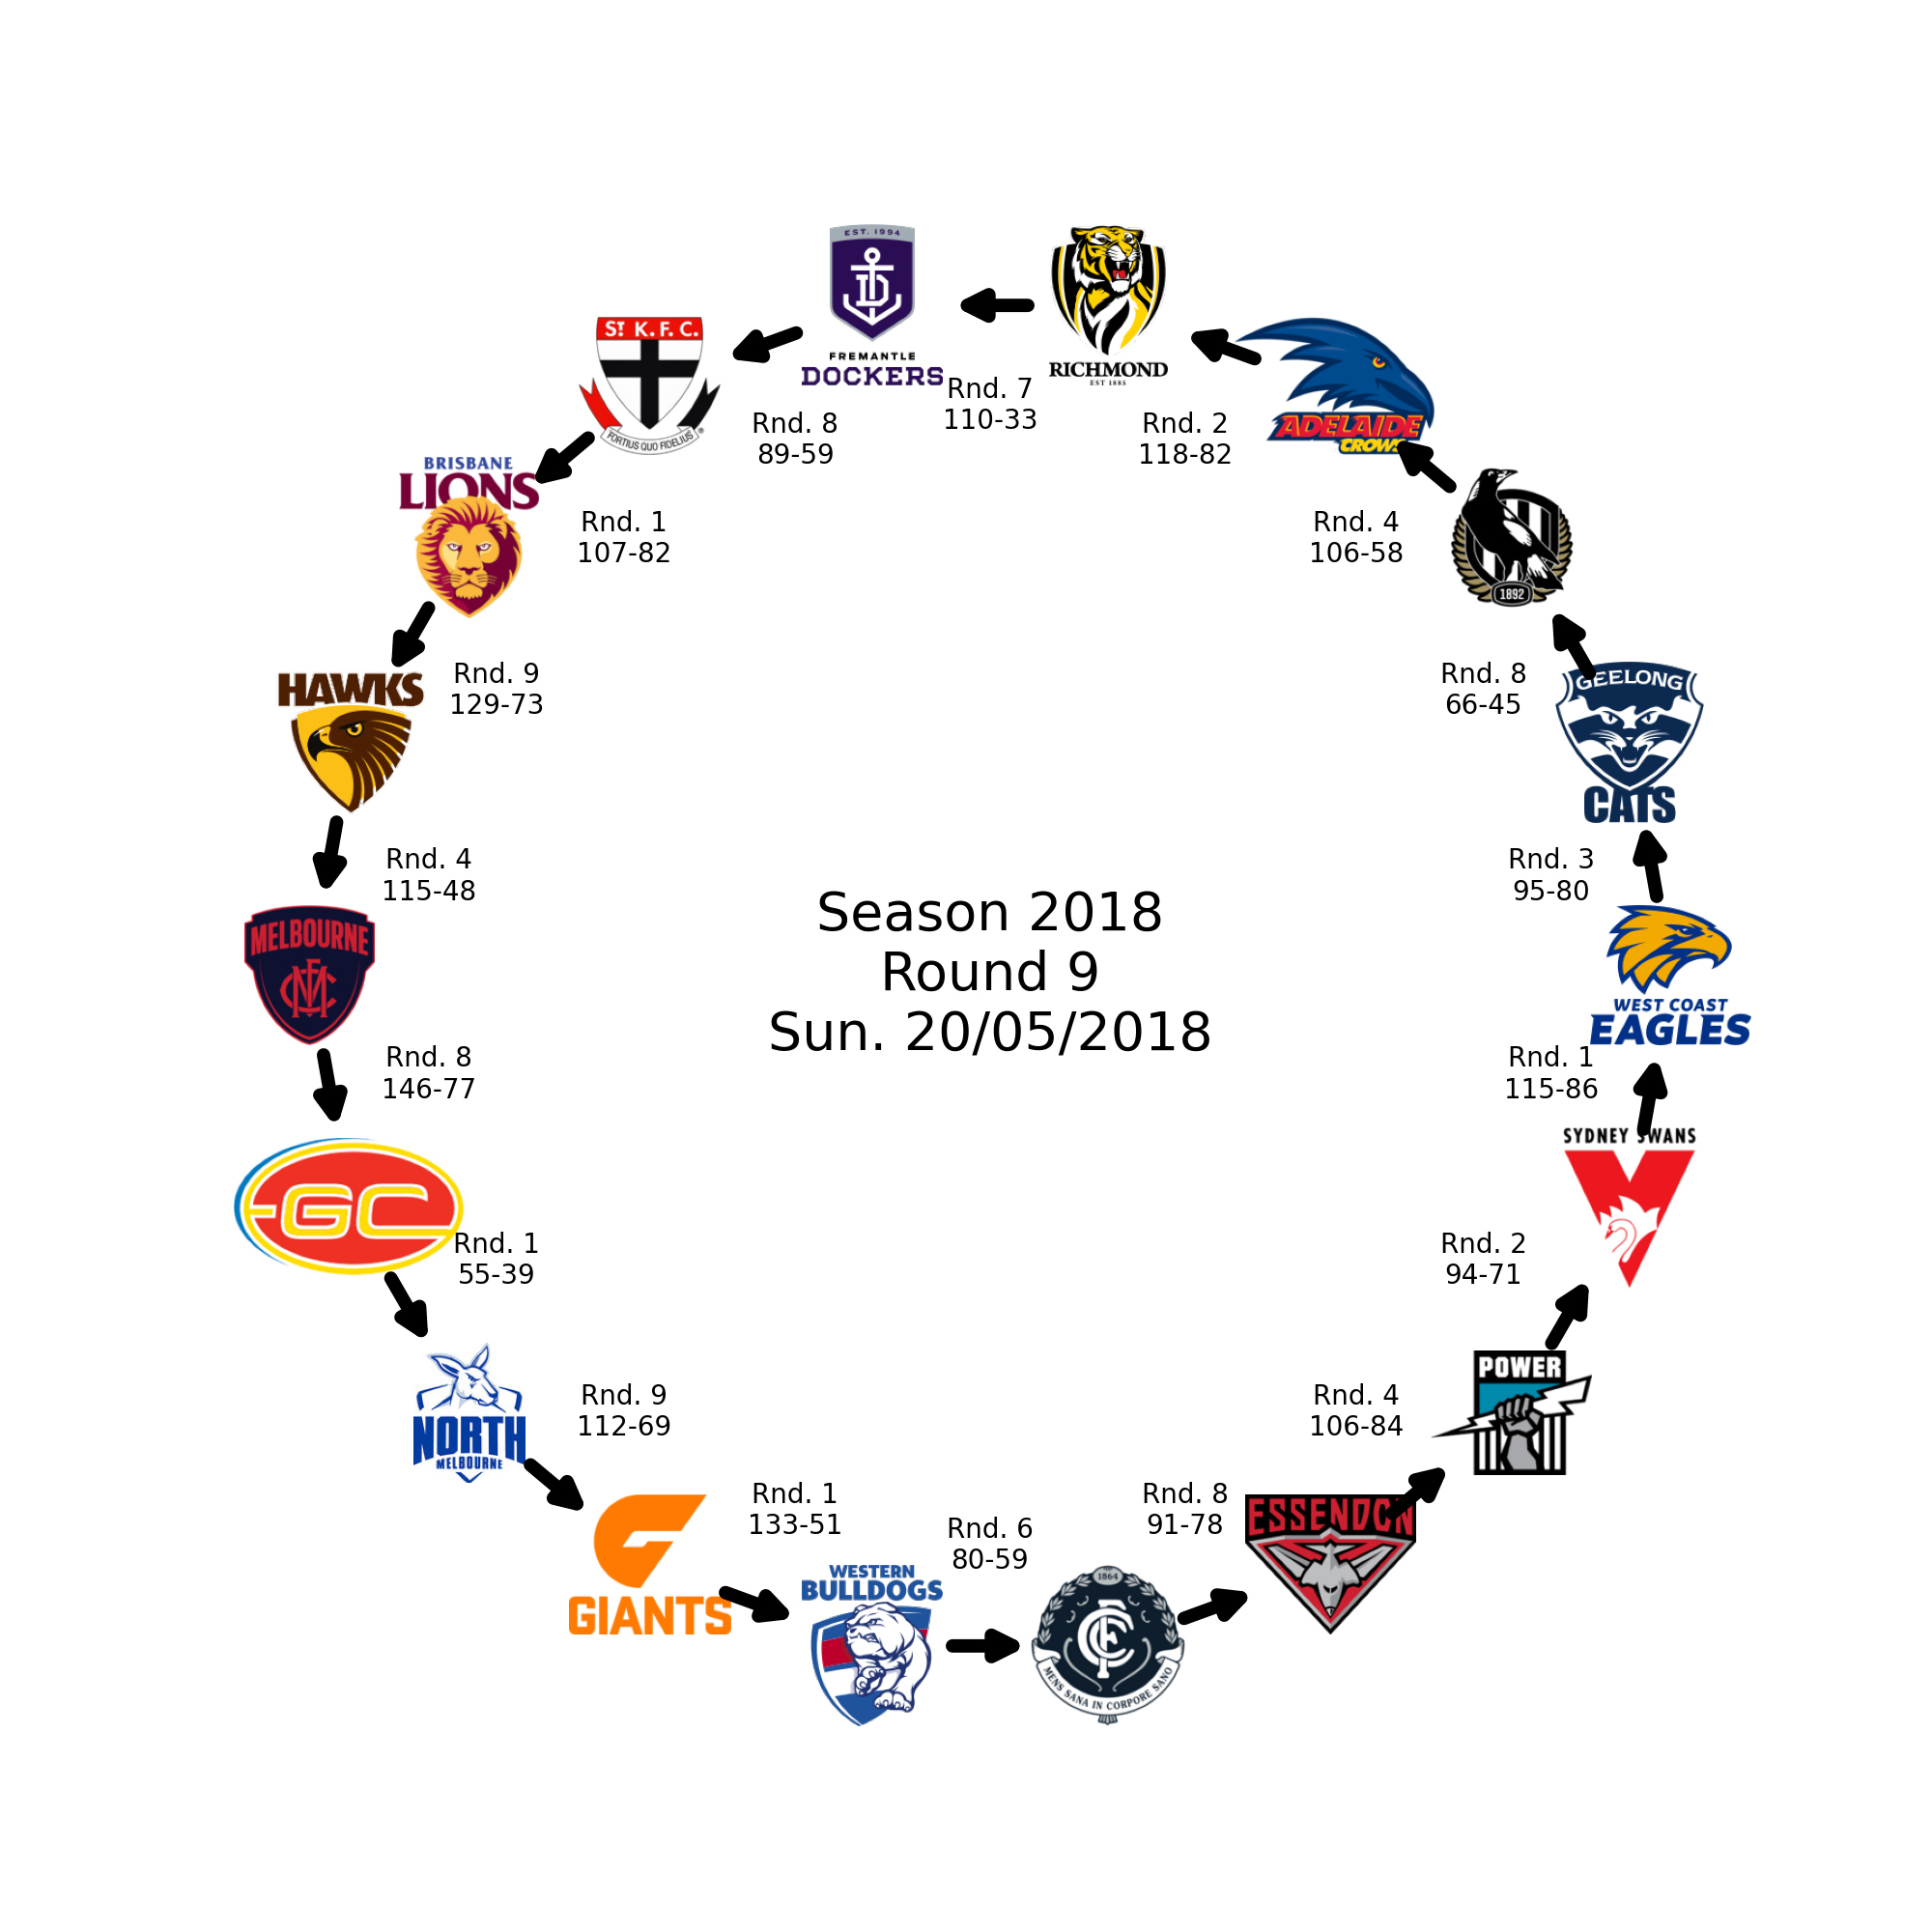 EST. 1994
FREMANTLE
DOCKERS
RICHMOND
EST 1885
Rnd. 7
110-33
Rnd. 2
118-82
ADELAIDE
CROWS
Rnd. 4
106-58
1892
Rnd. 8
66-45
GEELONG
CATS
Rnd. 3
95-80
WEST COAST
EAGLES
Rnd. 1
115-86
SYDNEY SWANS
Rnd. 2
94-71
POWER
Rnd. 4
106-84
ESSENDON
Rnd. 8
91-78
1864
CFC
MENS SANA IN CORPORE SANO
Rnd. 6
80-59
WESTERN
BULLDOGS
Rnd. 1
133-51
GIANTS
Rnd. 9
112-69
NORTH
MELBOURNE
Rnd. 1
55-39
GC
Rnd. 8
146-77
MELBOURNE
MFC
Rnd. 4
115-48
HAWKS
Rnd. 9
129-73
BRISBANE
LIONS
Rnd. 1
107-82
ST K.F.C.
FORTIUS QUO FIDELIUS
®
Rnd. 8
89-59
Season 2018
Round 9
Sun. 20/05/2018